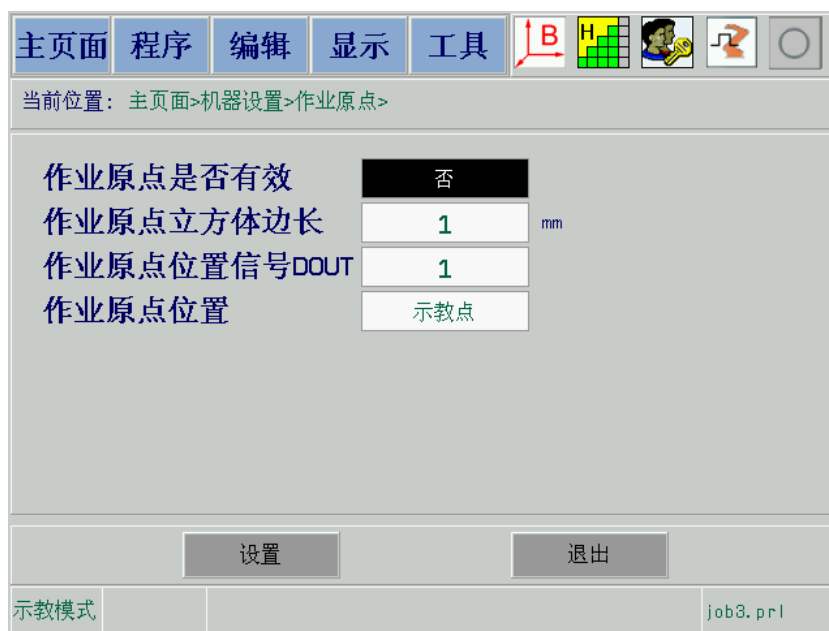 主页面 程序 编辑 显示 工具 B H
当前位置: 主页面>机器设置>作业原点>
作业原点是否有效 否
作业原点立方体边长 1 mm
作业原点位置信号DOUT 1
作业原点位置 示教点
设置 退出
示教模式 job3.prl